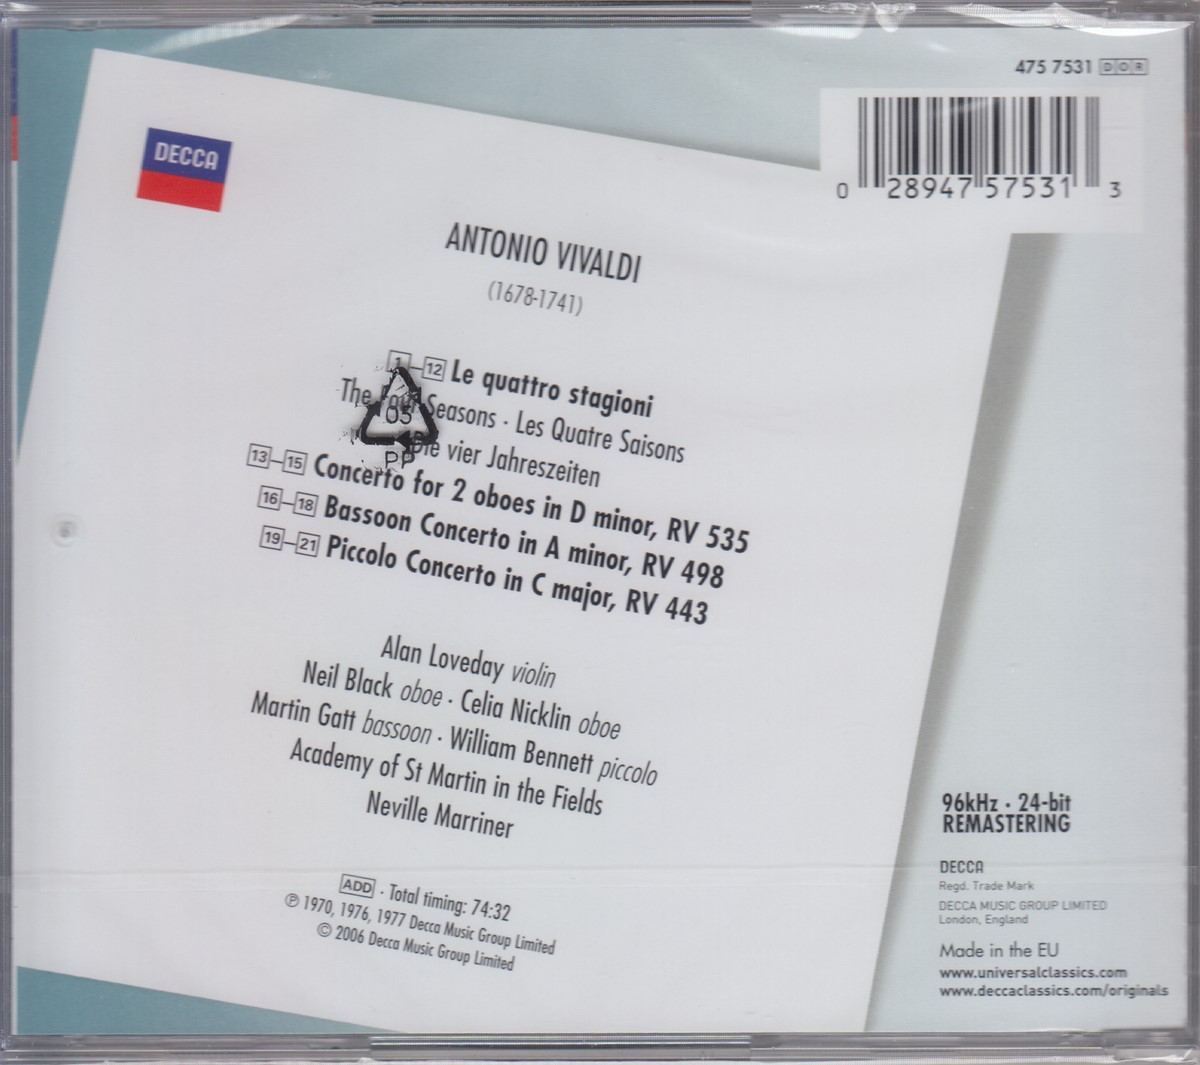 475 7531 DOR
0 28947 57531 3
DECCA
ANTONIO VIVALDI
(1678-1741)
1–12 Le quattro stagioni
The Four Seasons · Les Quatre Saisons
Die vier Jahreszeiten
13–15 Concerto for 2 oboes in D minor, RV 535
16–18 Bassoon Concerto in A minor, RV 498
19–21 Piccolo Concerto in C major, RV 443
05
PP
Alan Loveday violin
Neil Black oboe · Celia Nicklin oboe
Martin Gatt bassoon · William Bennett piccolo
Academy of St Martin in the Fields
Neville Marriner
ADD · Total timing: 74:32
℗ 1970, 1976, 1977 Decca Music Group Limited
© 2006 Decca Music Group Limited
96kHz · 24-bit
REMASTERING
DECCA
Regd. Trade Mark
DECCA MUSIC GROUP LIMITED
London, England
Made in the EU
www.universalclassics.com
www.deccaclassics.com/originals